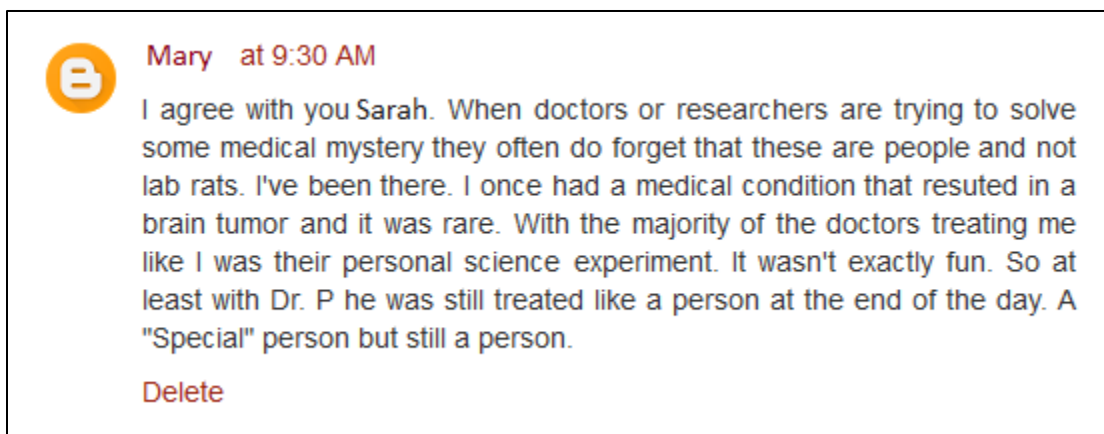 Mary at 9:30 AM
I agree with you Sarah. When doctors or researchers are trying to solve
some medical mystery they often do forget that these are people and not
lab rats. I've been there. I once had a medical condition that resuted in a
brain tumor and it was rare. With the majority of the doctors treating me
like I was their personal science experiment. It wasn't exactly fun. So at
least with Dr. P he was still treated like a person at the end of the day. A
"Special" person but still a person.
Delete